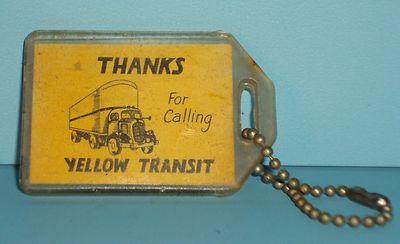 THANKS
For
Calling
YELLOW TRANSIT